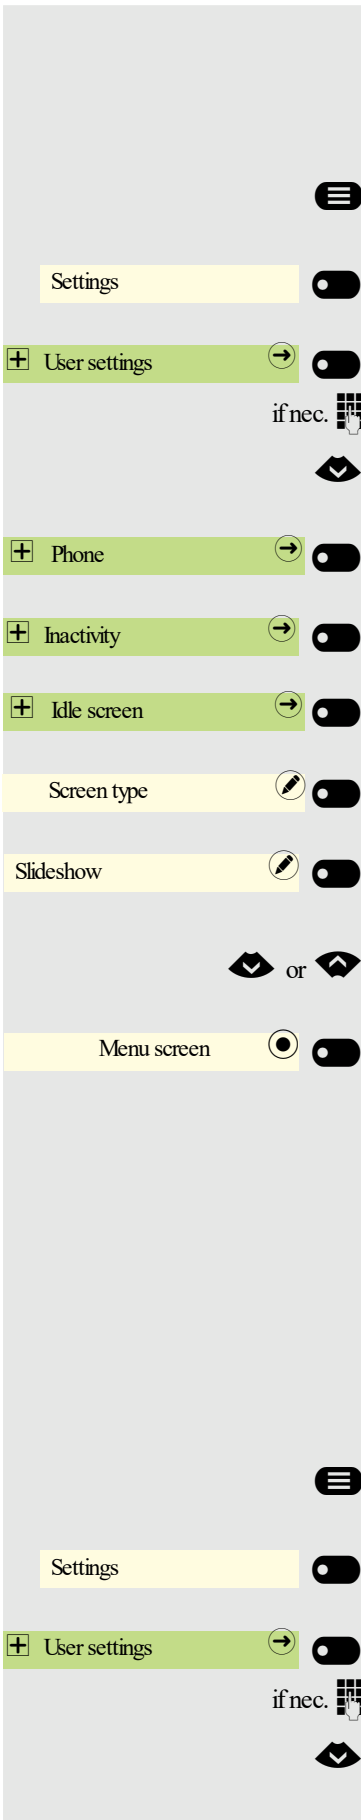 Settings
User settings
if nec.
Phone
Inactivity
Idle screen
Screen type
Slideshow
or
Menu screen
Settings
User settings
if nec.